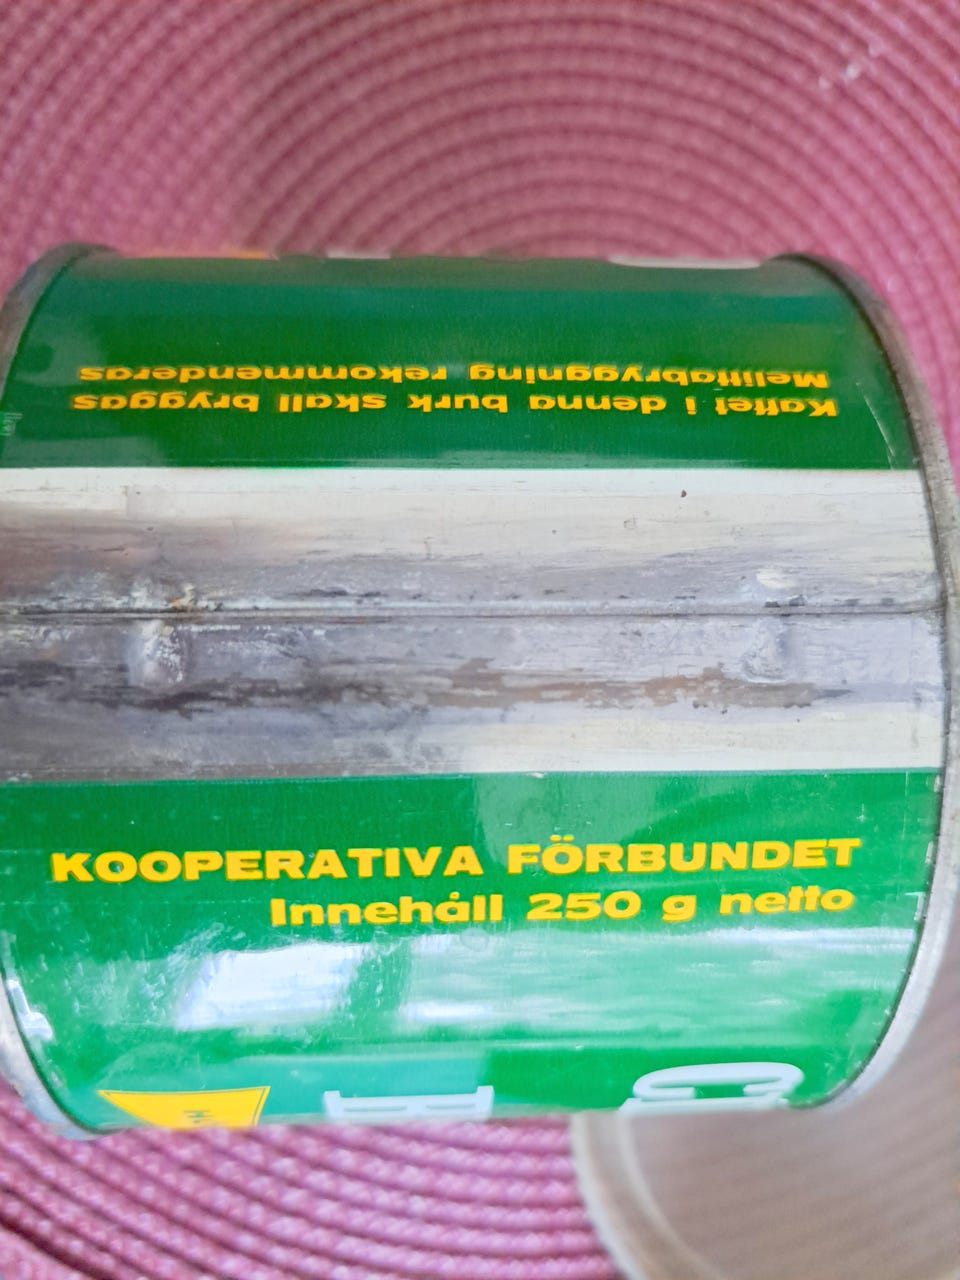 Kaffet i denna burk skall bryggas
Melittabryggning rekommenderas
KOOPERATIVA FÖRBUNDET
Innehåll 250 g netto